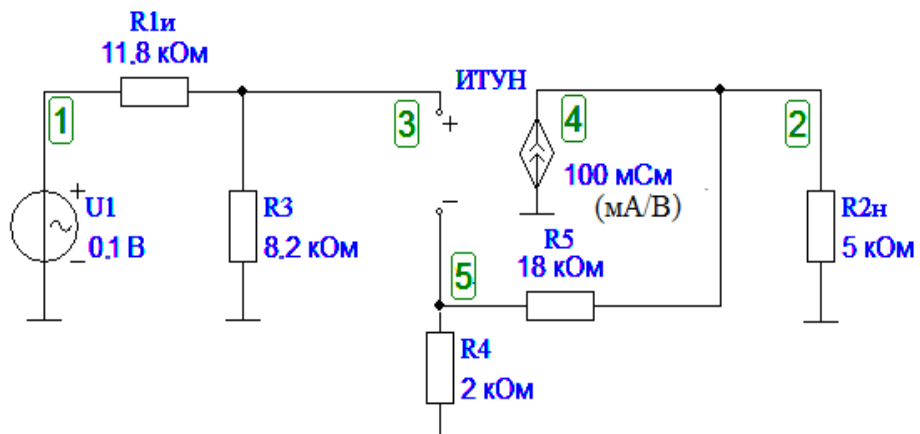 R1и
11.8 кОм
ИТУН
1
3
+
4
2
100 мСм
(мА/В)
+
U1
0.1 В
−
R3
8.2 кОм
−
R2н
5 кОм
R5
18 кОм
5
R4
2 кОм